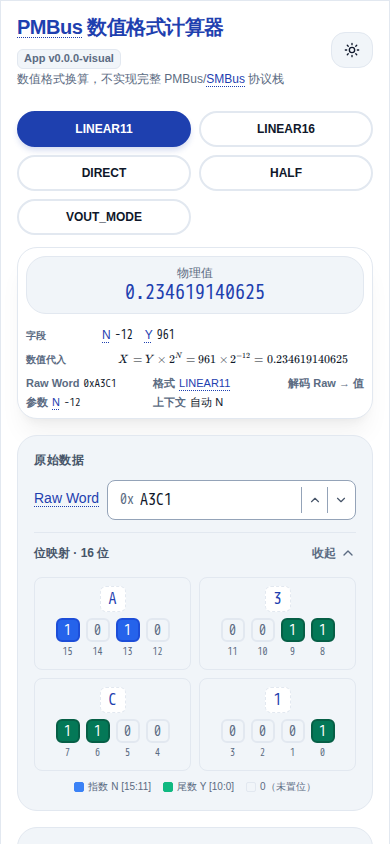 PMBus 数值格式计算器
App v0.0.0-visual
数值格式换算，不实现完整 PMBus/SMBus 协议栈
LINEAR11 LINEAR16
DIRECT HALF
VOUT_MODE
物理值
0.234619140625
字段 N -12 Y 961
数值代入 X = Y × 2^N = 961 × 2^−12 = 0.234619140625
Raw Word 0xA3C1 格式 LINEAR11 解码 Raw → 值
参数 N -12 上下文 自动 N
原始数据
Raw Word 0x A3C1
位映射 · 16 位 收起
A 3
1 0 1 0 0 0 1 1
15 14 13 12 11 10 9 8
C 1
1 1 0 0 0 0 0 1
7 6 5 4 3 2 1 0
指数 N [15:11] 尾数 Y [10:0] 0（未置位）